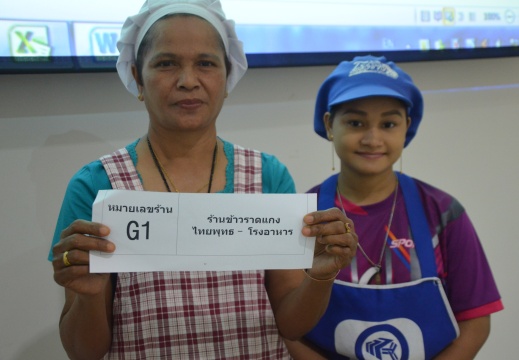 100%
หมายเลขร้าน
G1
ร้านข้าวราดแกง
ไทยพุทธ - โรงอาหาร